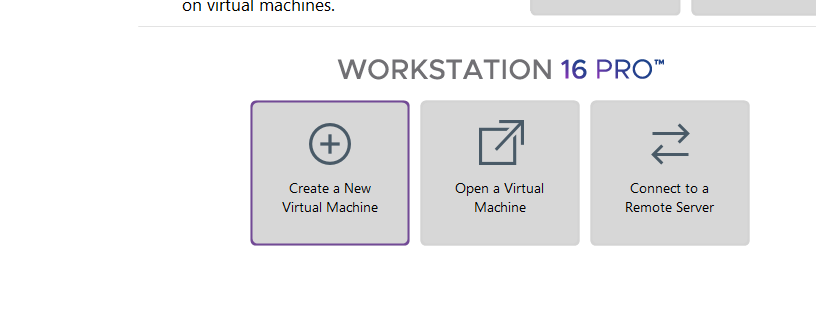 on virtual machines.
WORKSTATION 16 PRO™
Create a New
Virtual Machine
Open a Virtual
Machine
Connect to a
Remote Server